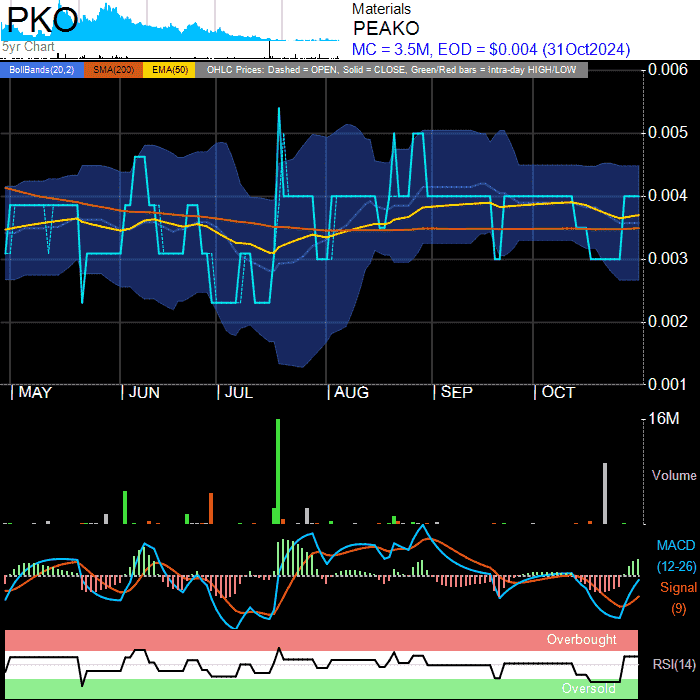 PKO
5yr Chart
Materials
PEAKO
MC = 3.5M, EOD = $0.004 (31Oct2024)
BollBands(20,2) SMA(200) EMA(50) OHLC Prices: Dashed = OPEN, Solid = CLOSE, Green/Red bars = Intra-day HIGH/LOW
0.006
0.005
0.004
0.003
0.002
0.001
MAY JUN JUL AUG SEP OCT
16M
Volume
MACD
(12-26)
Signal
(9)
Overbought
RSI(14)
Oversold